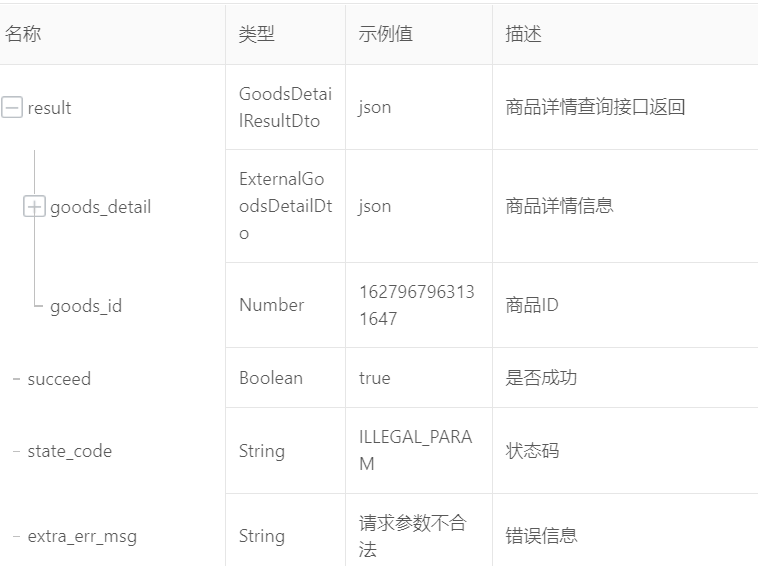 名称 类型 示例值 描述
result GoodsDetai json 商品详情查询接口返回
lResultDto
goods_detail ExternalGo json 商品详情信息
odsDetailDt
o
goods_id Number 162796796313 商品ID
1647
succeed Boolean true 是否成功
state_code String ILLEGAL_PARA 状态码
M
extra_err_msg String 请求参数不合 错误信息
法